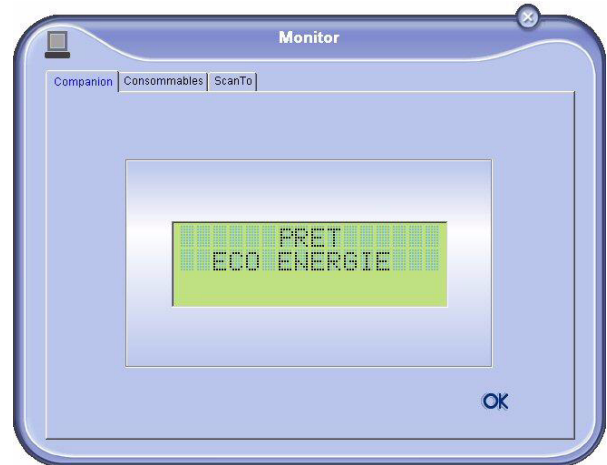 Monitor
Companion Consommables ScanTo
PRET
ECO ENERGIE
OK